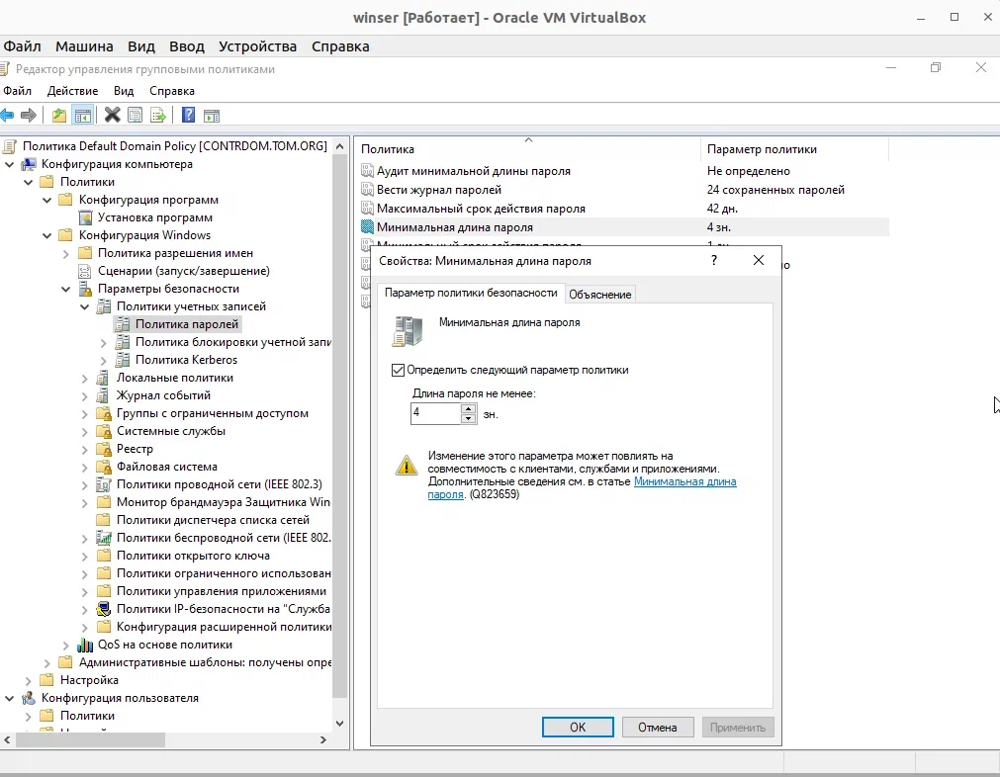 winser [Работает] - Oracle VM VirtualBox
Файл Машина Вид Ввод Устройства Справка
Редактор управления групповыми политиками
Файл Действие Вид Справка
Политика Default Domain Policy [CONTRDOM.TOM.ORG]
Конфигурация компьютера
Политики
Конфигурация программ
Установка программ
Конфигурация Windows
Политика разрешения имен
Сценарии (запуск/завершение)
Параметры безопасности
Политики учетных записей
Политика паролей
Политика блокировки учетной запи
Политика Kerberos
Локальные политики
Журнал событий
Группы с ограниченным доступом
Системные службы
Реестр
Файловая система
Политики проводной сети (IEEE 802.3)
Монитор брандмауэра Защитника Win
Политики диспетчера списка сетей
Политики беспроводной сети (IEEE 802.
Политики открытого ключа
Политики ограниченного использован
Политики управления приложениями
Политики IP-безопасности на "Служба
Конфигурация расширенной политики
QoS на основе политики
Административные шаблоны: получены опре
Настройка
Конфигурация пользователя
Политики
Политика Параметр политики
Аудит минимальной длины пароля Не определено
Вести журнал паролей 24 сохраненных паролей
Максимальный срок действия пароля 42 дн.
Минимальная длина пароля 4 зн.
Минимальный срок действия пароля 1 дн.
Свойства: Минимальная длина пароля ?
Параметр политики безопасности Объяснение
Минимальная длина пароля
Определить следующий параметр политики
Длина пароля не менее:
4 зн.
Изменение этого параметра может повлиять на
совместимость с клиентами, службами и приложениями.
Дополнительные сведения см. в статье Минимальная длина
пароля. (Q823659)
OK Отмена Применить